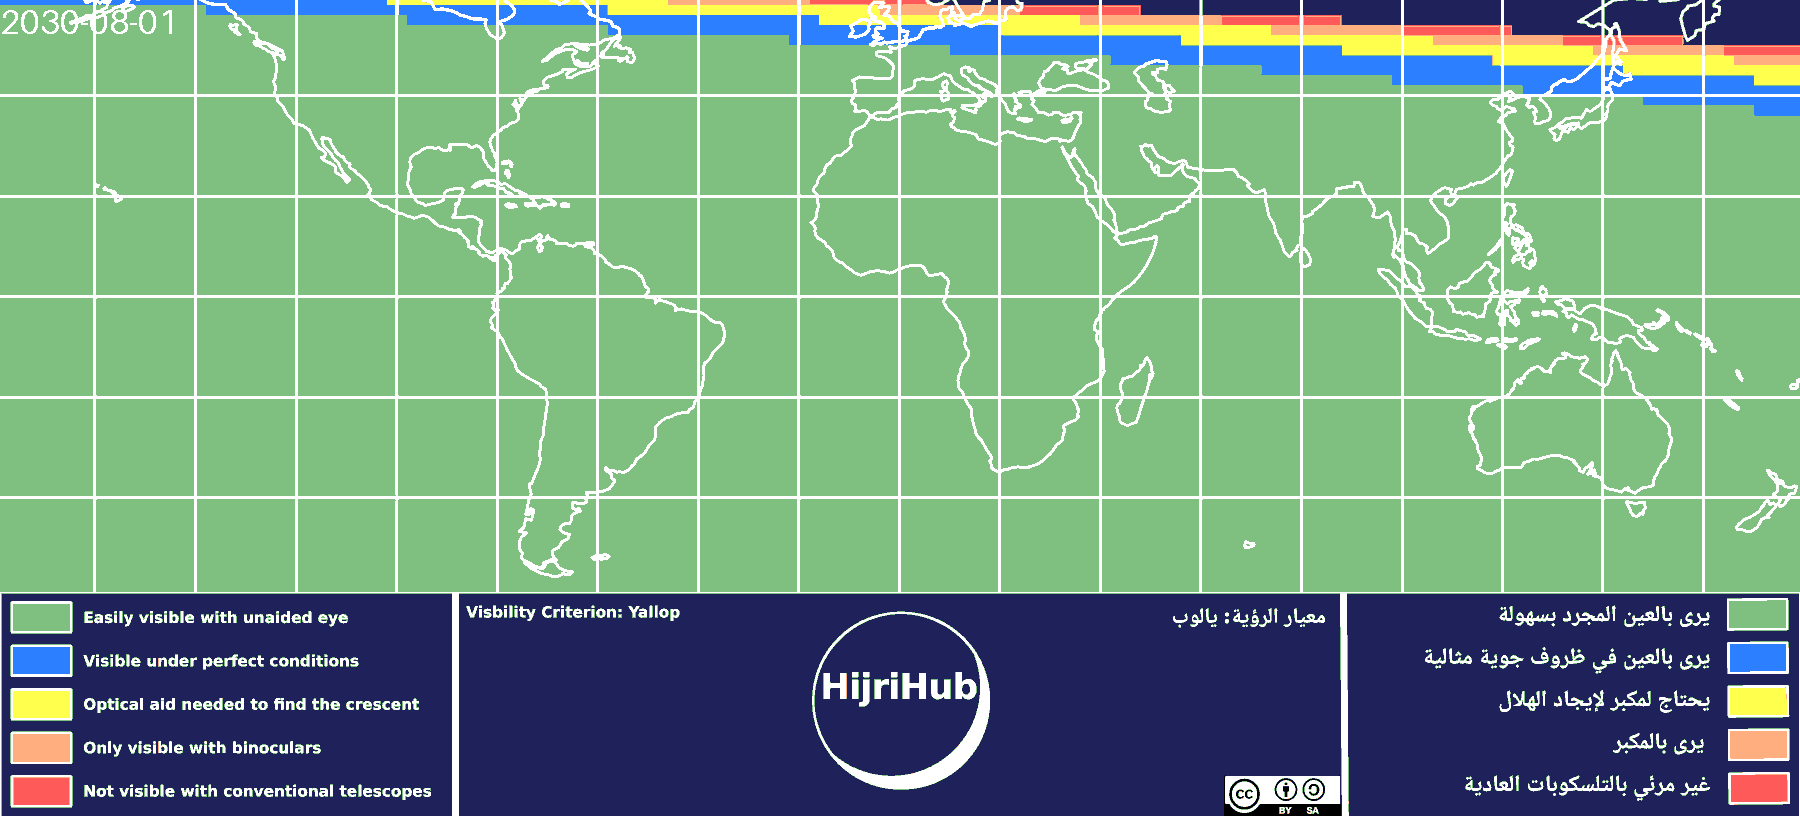 2030-08-01
Easily visible with unaided eye
Visible under perfect conditions
Optical aid needed to find the crescent
Only visible with binoculars
Not visible with conventional telescopes
Visbility Criterion: Yallop
معيار الرؤية: يالوب
HijriHub
cc
BY SA
يرى بالعين المجرد بسهولة
يرى بالعين في ظروف جوية مثالية
يحتاج لمكبر لإيجاد الهلال
يرى بالمكبر
غير مرئي بالتلسكوبات العادية